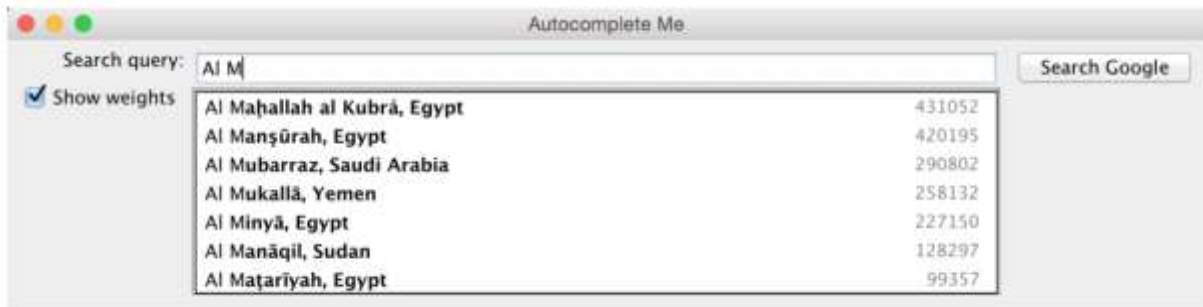 Autocomplete Me
Search query: Al M Search Google
Show weights
Al Maḩallah al Kubrá, Egypt 431052
Al Manşūrah, Egypt 420195
Al Mubarraz, Saudi Arabia 290802
Al Mukallā, Yemen 258132
Al Minyā, Egypt 227150
Al Manāqil, Sudan 128297
Al Maţarīyah, Egypt 99357